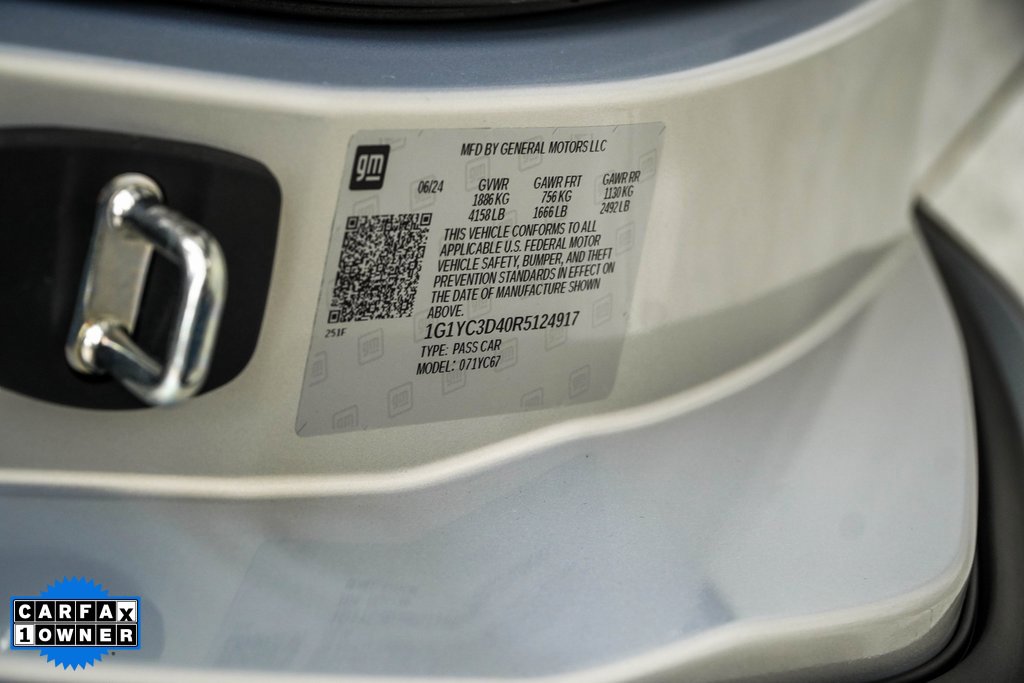 gm
MFD BY GENERAL MOTORS LLC
06/24 GVWR GAWR FRT GAWR RR
1886 KG 756 KG 1130 KG
4158 LB 1666 LB 2492 LB
THIS VEHICLE CONFORMS TO ALL
APPLICABLE U.S. FEDERAL MOTOR
VEHICLE SAFETY, BUMPER, AND THEFT
PREVENTION STANDARDS IN EFFECT ON
THE DATE OF MANUFACTURE SHOWN
ABOVE.
251F
1G1YC3D40R5124917
TYPE: PASS CAR
MODEL: 071YC67
CARFAX
1 OWNER